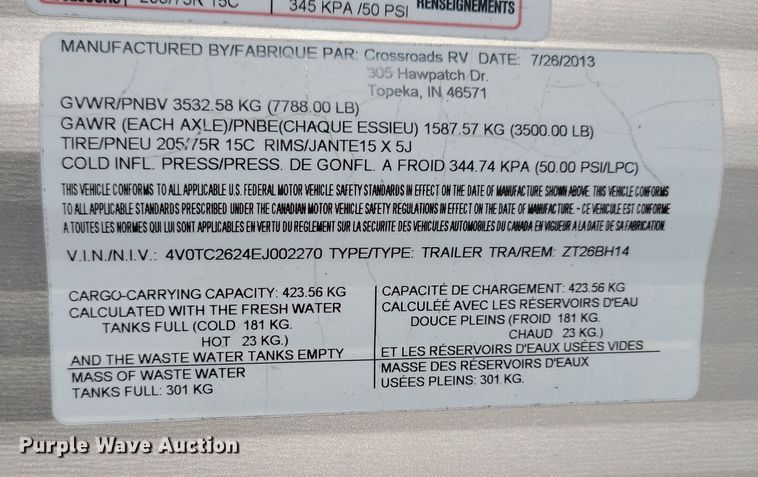 205/75R 15C 345 KPA /50 PSI RENSEIGNEMENTS
MANUFACTURED BY/FABRIQUE PAR: Crossroads RV DATE: 7/26/2013
305 Hawpatch Dr.
Topeka, IN 46571
GVWR/PNBV 3532.58 KG (7788.00 LB)
GAWR (EACH AXLE)/PNBE(CHAQUE ESSIEU) 1587.57 KG (3500.00 LB)
TIRE/PNEU 205/75R 15C RIMS/JANTE15 X 5J
COLD INFL. PRESS/PRESS. DE GONFL. A FROID 344.74 KPA (50.00 PSI/LPC)
THIS VEHICLE CONFORMS TO ALL APPLICABLE U.S. FEDERAL MOTOR VEHICLE SAFETY STANDARDS IN EFFECT ON THE DATE OF MANUFACTURE SHOWN ABOVE. THIS VEHICLE CONFORMS
TO ALL APPLICABLE STANDARDS PRESCRIBED UNDER THE CANADIAN MOTOR VEHICLE SAFETY REGULATIONS IN EFFECT ON THE DATE OF MANUFACTURE. - CE VEHICULE EST CONFORME
A TOUTES LES NORMES QUI LUI SONT APPLICABLES EN VERTU DU REGLEMENT SUR LA SECURITE DES VEHICULES AUTOMOBILES DU CANADA EN VIGUEUR A LA DATE DE SA FABRICATION.
V.I.N./N.I.V.: 4V0TC2624EJ002270 TYPE/TYPE: TRAILER TRA/REM: ZT26BH14
CARGO-CARRYING CAPACITY: 423.56 KG
CALCULATED WITH THE FRESH WATER
TANKS FULL (COLD 181 KG.
HOT 23 KG.)
AND THE WASTE WATER TANKS EMPTY
MASS OF WASTE WATER
TANKS FULL: 301 KG
CAPACITÉ DE CHARGEMENT: 423.56 KG
CALCULÉE AVEC LES RÉSERVOIRS D'EAU
DOUCE PLEINS (FROID 181 KG.
CHAUD 23 KG.)
ET LES RÉSERVOIRS D'EAUX USÉES VIDES
MASSE DES RÉSERVOIRS D'EAUX
USÉES PLEINS: 301 KG.
Purple Wave Auction